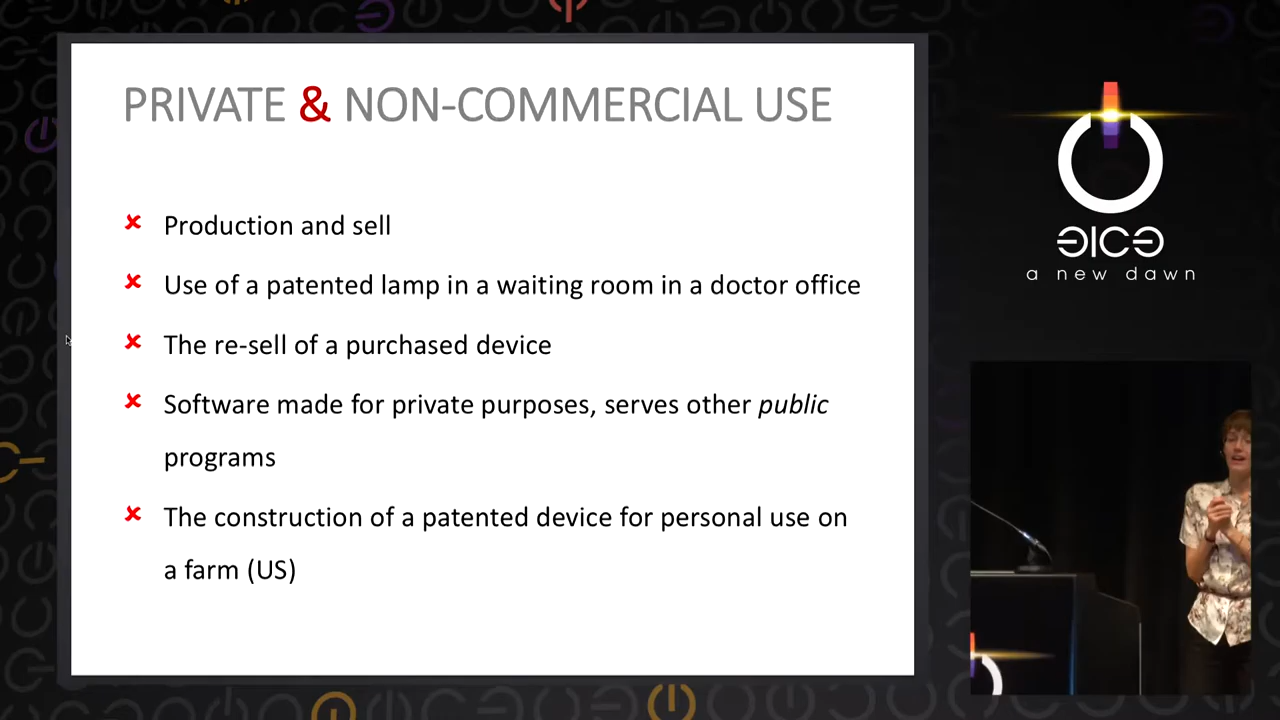 PRIVATE & NON-COMMERCIAL USE
✘ Production and sell
✘ Use of a patented lamp in a waiting room in a doctor office
✘ The re-sell of a purchased device
✘ Software made for private purposes, serves other public
programs
✘ The construction of a patented device for personal use on
a farm (US)
ƎICƎ
a new dawn